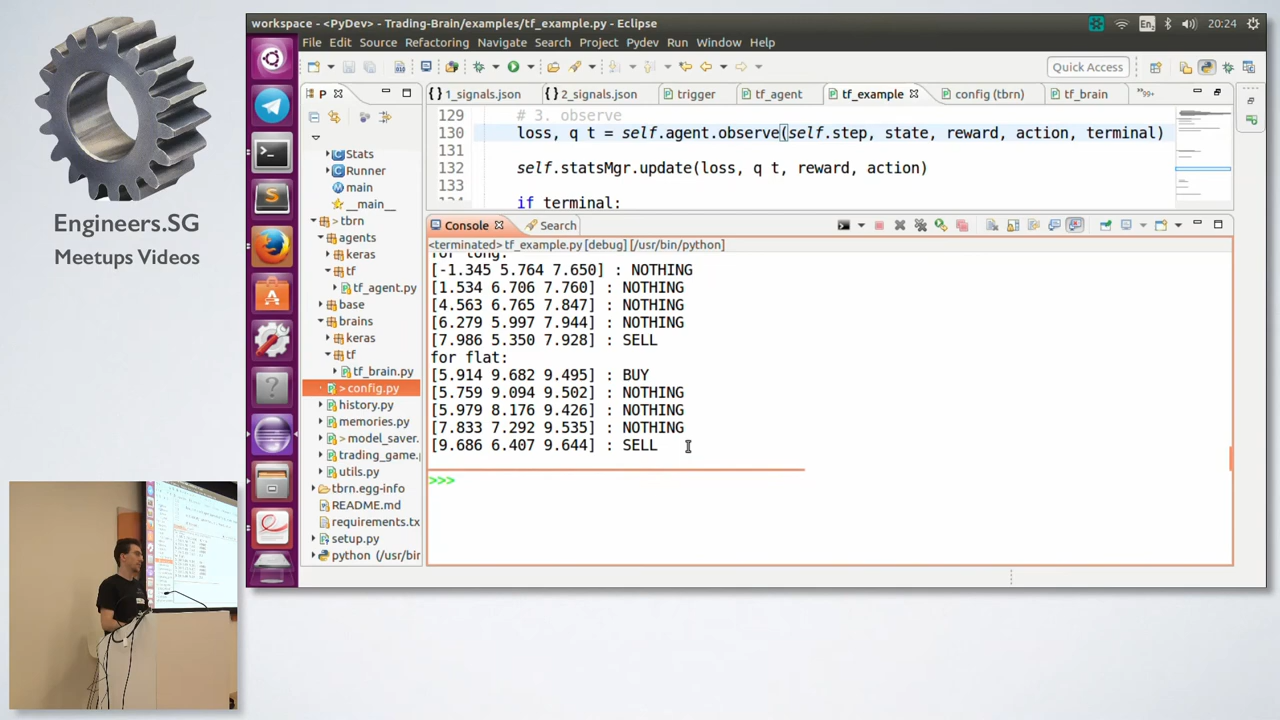 Engineers.SG
Meetups Videos
workspace - <PyDev> - Trading-Brain/examples/tf_example.py - Eclipse
En
20:24
File Edit Source Refactoring Navigate Search Project Pydev Run Window Help
Quick Access
P
1_signals.json
2_signals.json
trigger
tf_agent
tf_example
config (tbrn)
tf_brain
»99+
129 # 3. observe
130 loss, q t = self.agent.observe(self.step, state, reward, action, terminal)
131
132 self.statsMgr.update(loss, q t, reward, action)
133
134 if terminal:
Stats
Runner
main
__main__
tbrn
agents
keras
tf
tf_agent.py
base
brains
keras
tf
tf_brain.py
> config.py
history.py
memories.py
> model_saver.
trading_game.
utils.py
tbrn.egg-info
README.md
requirements.tx
setup.py
python (/usr/bir
Console
Search
<terminated> tf_example.py [debug] [/usr/bin/python]
for long:
[-1.345 5.764 7.650] : NOTHING
[1.534 6.706 7.760] : NOTHING
[4.563 6.765 7.847] : NOTHING
[6.279 5.997 7.944] : NOTHING
[7.986 5.350 7.928] : SELL
for flat:
[5.914 9.682 9.495] : BUY
[5.759 9.094 9.502] : NOTHING
[5.979 8.176 9.426] : NOTHING
[7.833 7.292 9.535] : NOTHING
[9.686 6.407 9.644] : SELL
>>>